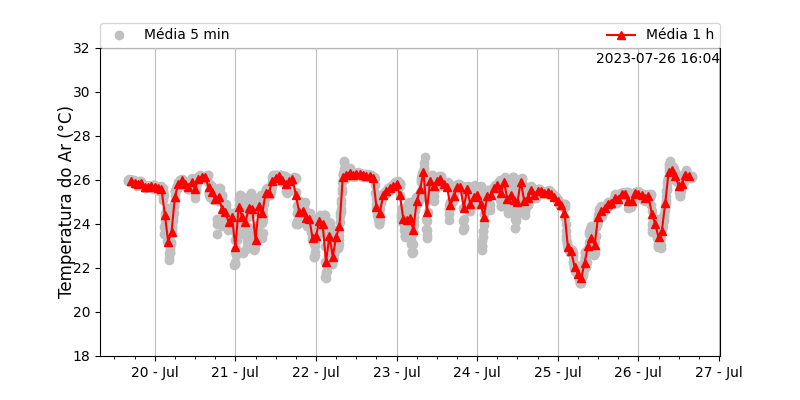 Média 5 min
Média 1 h
2023-07-26 16:04
Temperatura do Ar (°C)
32
30
28
26
24
22
20
18
20 - Jul
21 - Jul
22 - Jul
23 - Jul
24 - Jul
25 - Jul
26 - Jul
27 - Jul